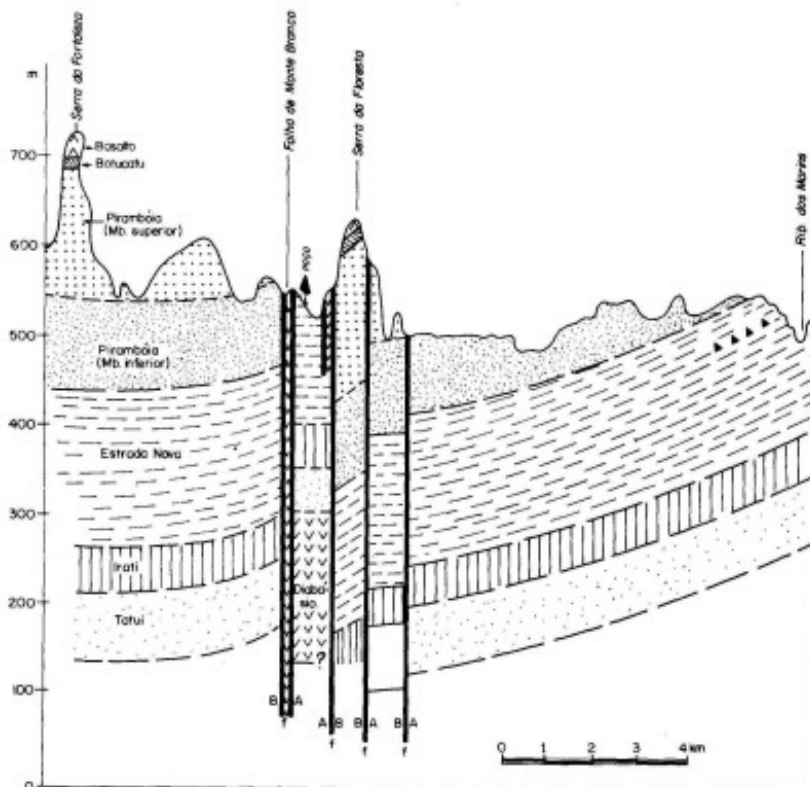 Serra da Fortaleza
Falha de Monte Branco
Serra da Floresta
Rib. dos Marins
m
700
600
500
400
300
200
100
0
Basalto
Botucatu
Pirambóia
(Mb. superior)
Poço
Pirambóia
(Mb. inferior)
Estrada Nova
Irati
Tatuí
Diabá-
sio
?
B A
f
A B
f
B A
f
B A
f
0 1 2 3 4 km